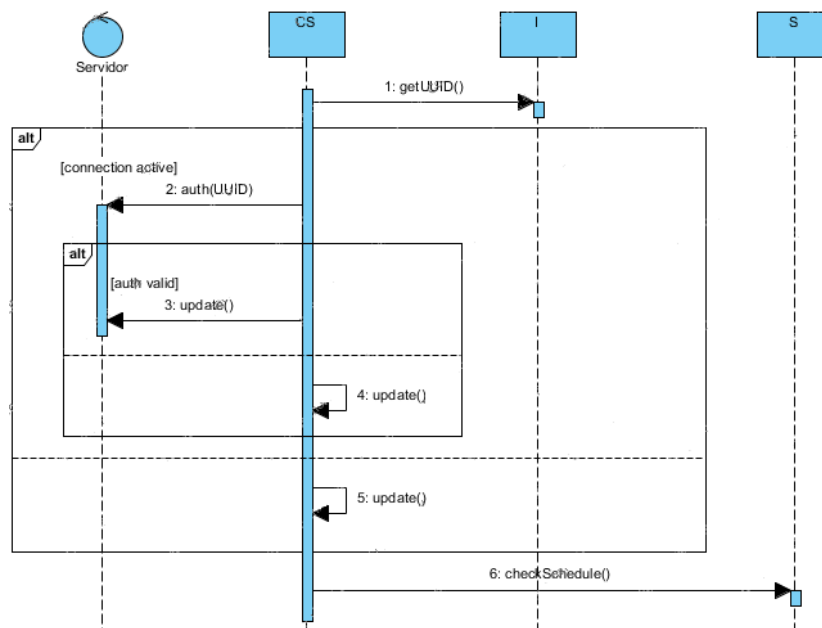 CS
I
S
Servidor
1: getUUID()
alt
[connection active]
2: auth(UUID)
alt
[auth valid]
3: update()
4: update()
5: update()
6: checkSchedule()